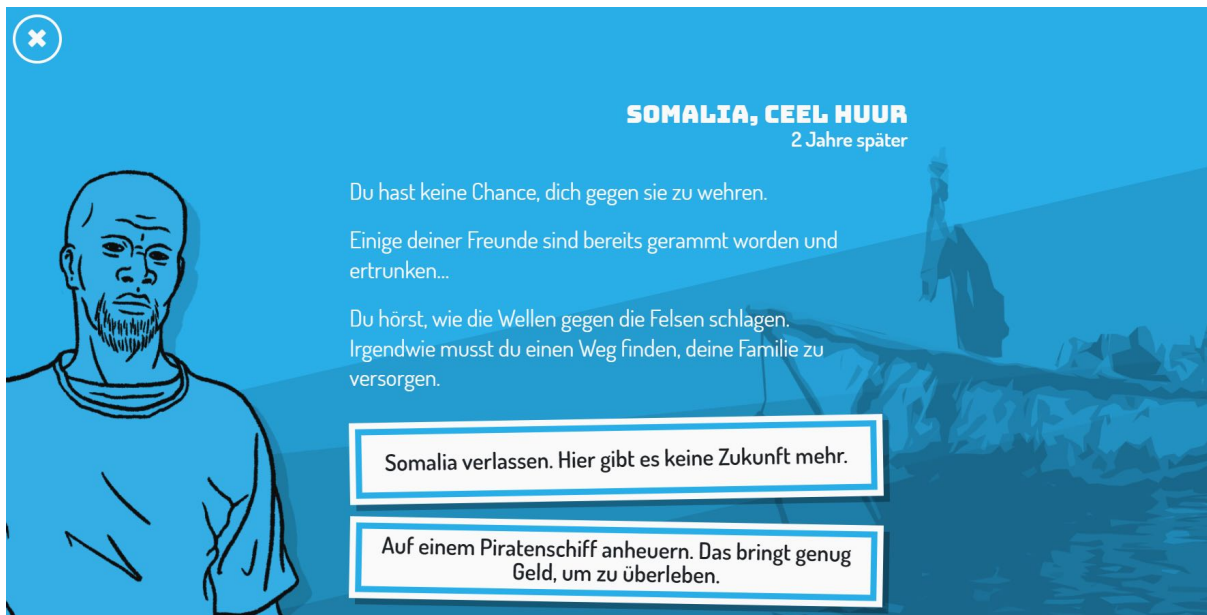 SOMALIA, CEEL HUUR
2 Jahre später
Du hast keine Chance, dich gegen sie zu wehren.
Einige deiner Freunde sind bereits gerammt worden und
ertrunken...
Du hörst, wie die Wellen gegen die Felsen schlagen.
Irgendwie musst du einen Weg finden, deine Familie zu
versorgen.
Somalia verlassen. Hier gibt es keine Zukunft mehr.
Auf einem Piratenschiff anheuern. Das bringt genug
Geld, um zu überleben.